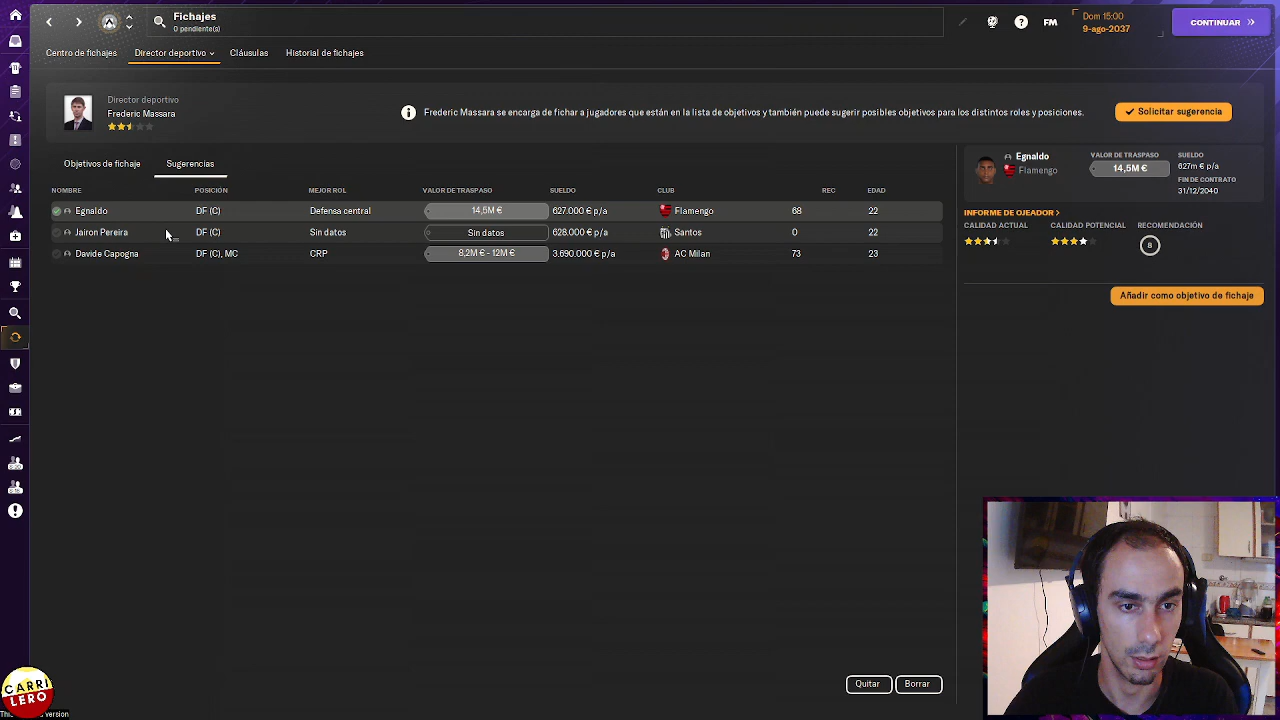 Fichajes
0 pendiente(s)
Dom 15:00
9-ago-2037
FM
CONTINUAR
Centro de fichajes
Director deportivo
Cláusulas
Historial de fichajes
Director deportivo
Frederic Massara
Frederic Massara se encarga de fichar a jugadores que están en la lista de objetivos y también puede sugerir posibles objetivos para los distintos roles y posiciones.
Solicitar sugerencia
Objetivos de fichaje
Sugerencias
NOMBRE POSICIÓN MEJOR ROL VALOR DE TRASPASO SUELDO CLUB REC EDAD
Egnaldo DF (C) Defensa central 14,5M € 627.000 € p/a Flamengo 68 22
Jairon Pereira DF (C) Sin datos Sin datos 628.000 € p/a Santos 0 22
Davide Capogna DF (C), MC CRP 8,2M € - 12M € 3.690.000 € p/a AC Milan 73 23
Egnaldo
Flamengo
VALOR DE TRASPASO
14,5M €
SUELDO
627m € p/a
FIN DE CONTRATO
31/12/2040
INFORME DE OJEADOR >
CALIDAD ACTUAL
CALIDAD POTENCIAL
RECOMENDACIÓN
B
Añadir como objetivo de fichaje
Quitar
Borrar
CARRI
LERO